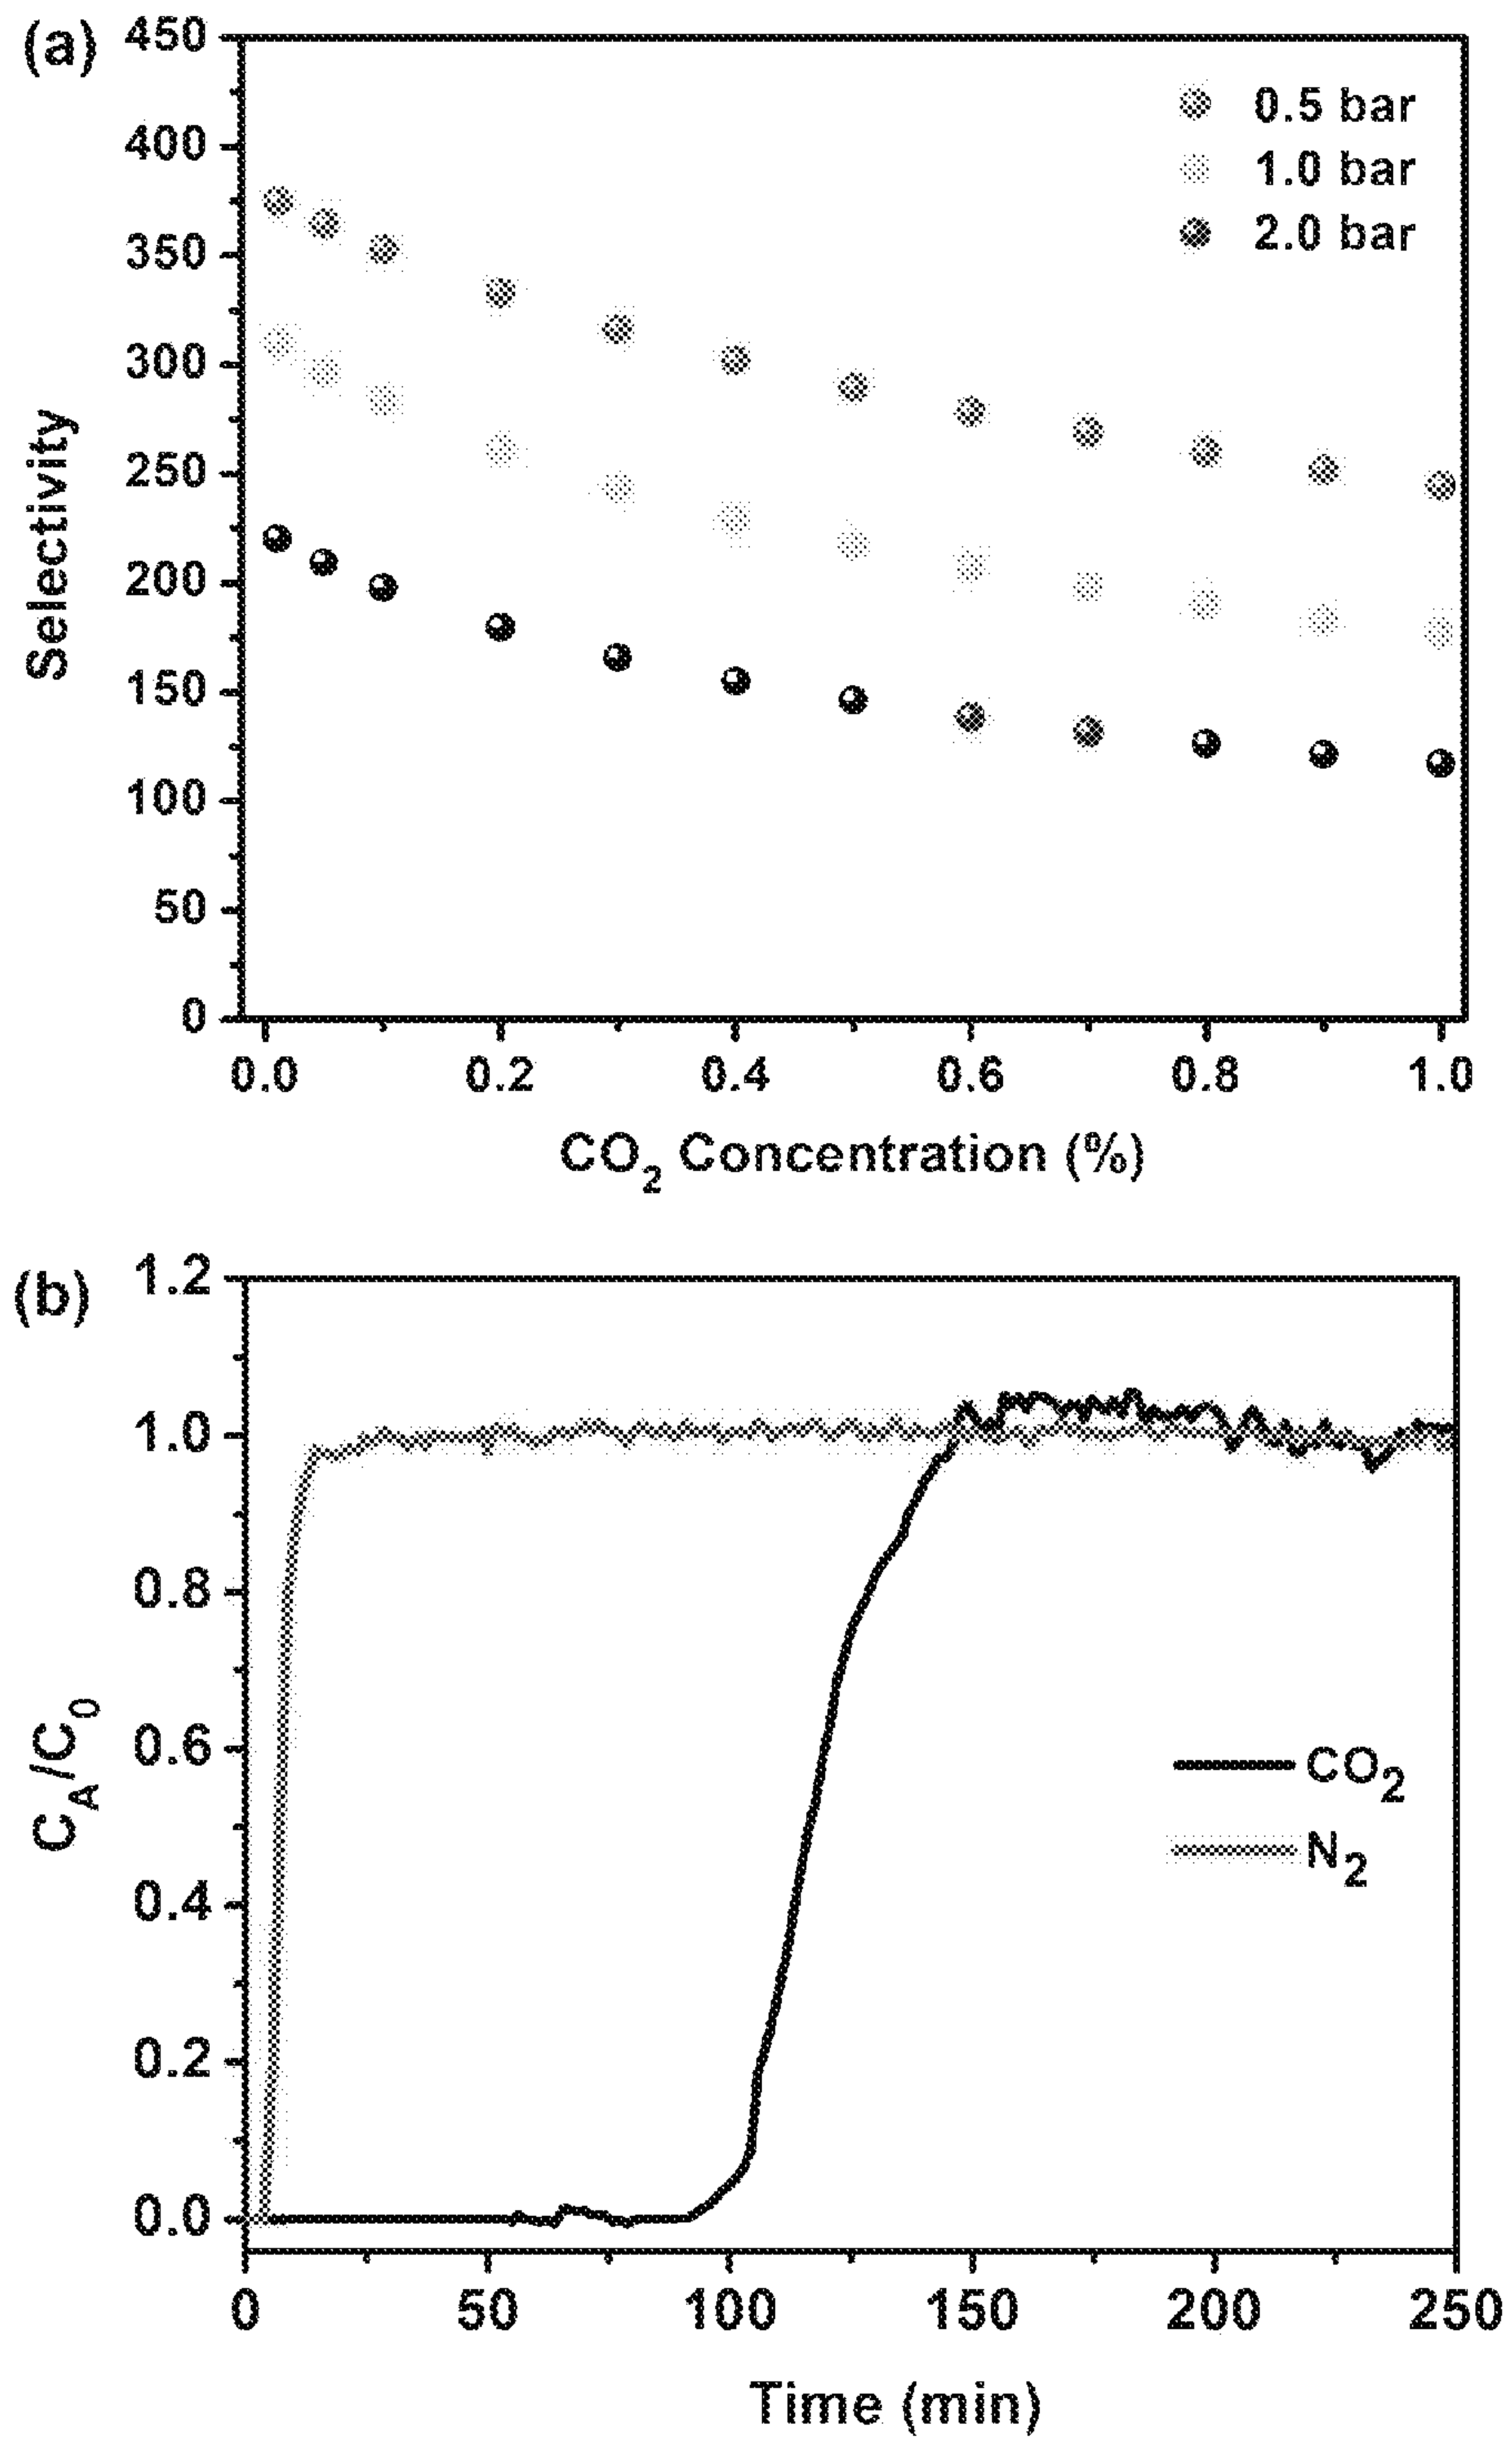 (a)
450
400
350
300
250
200
150
100
50
0
Selectivity
0.5 bar
1.0 bar
2.0 bar
0.0 0.2 0.4 0.6 0.8 1.0
CO2 Concentration (%)
(b)
1.2
1.0
0.8
0.6
0.4
0.2
0.0
CA/C0
CO2
N2
0 50 100 150 200 250
Time (min)